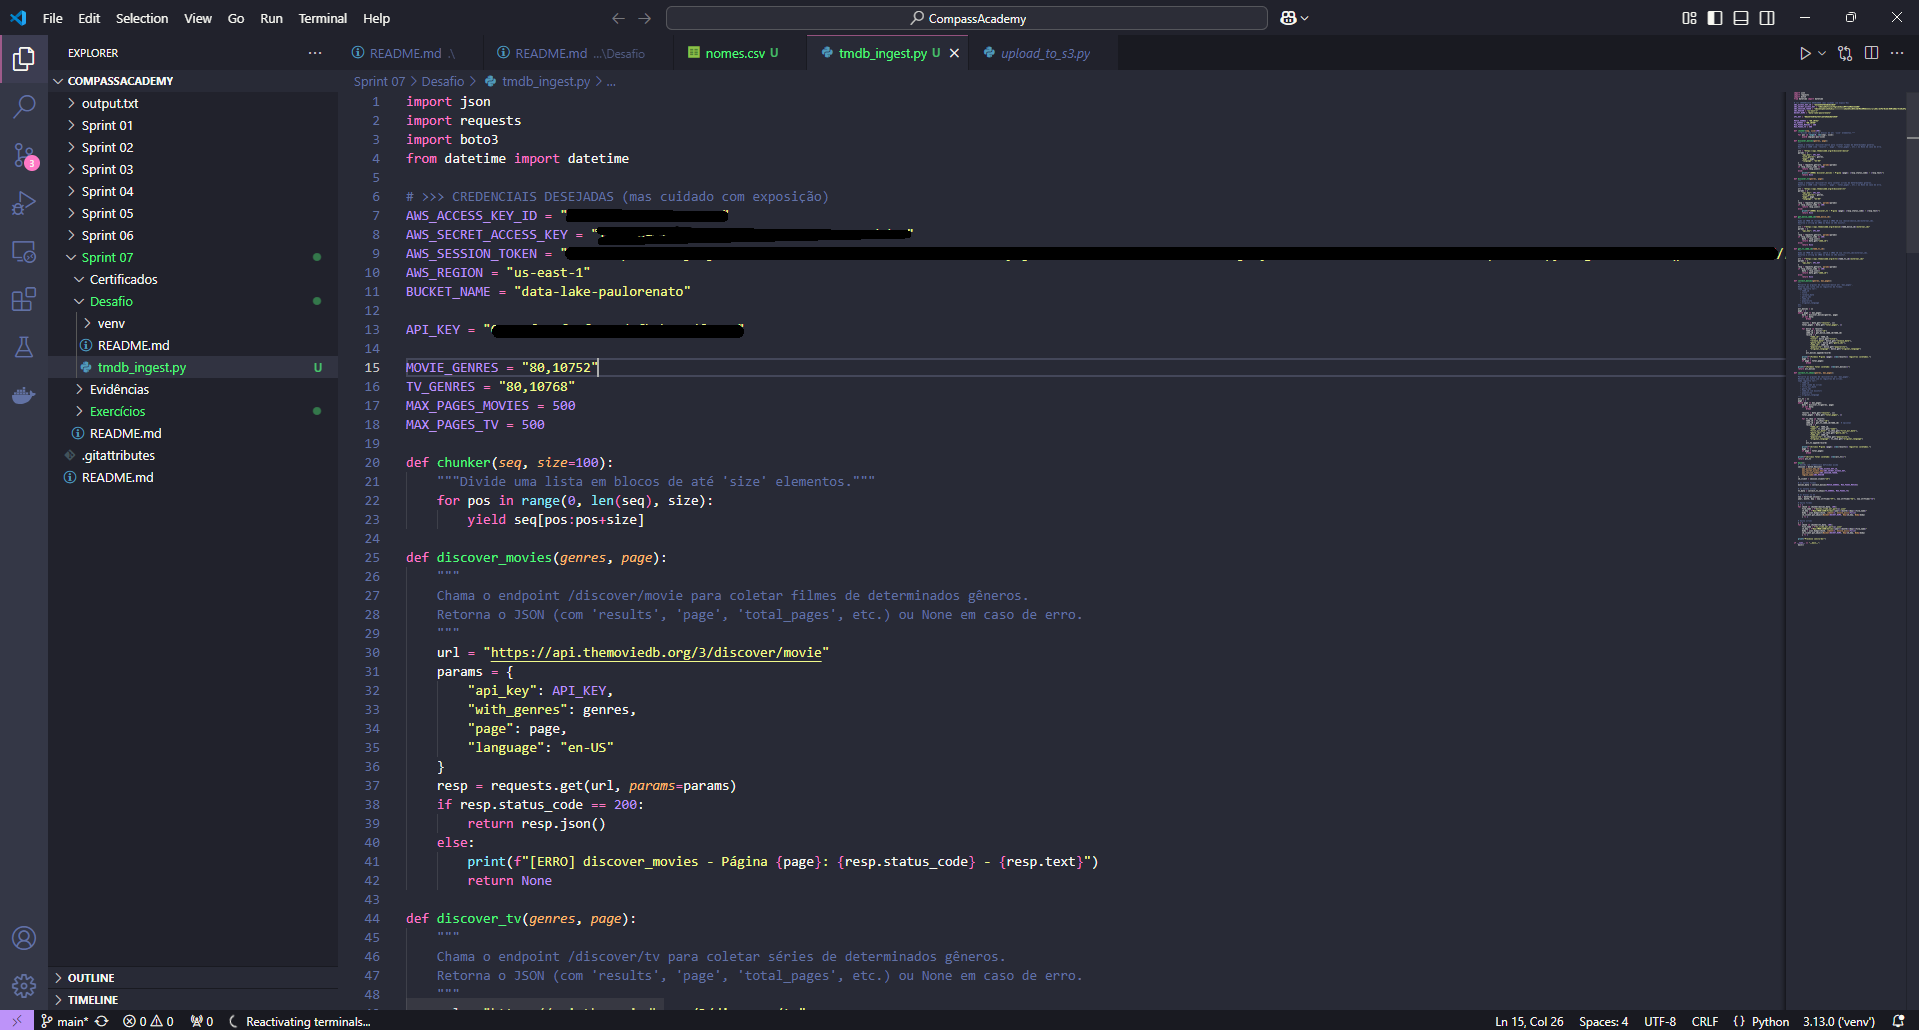 File Edit Selection View Go Run Terminal Help
CompassAcademy
EXPLORER
COMPASSACADEMY
output.txt
Sprint 01
Sprint 02
Sprint 03
Sprint 04
Sprint 05
Sprint 06
Sprint 07
Certificados
Desafio
venv
README.md
tmdb_ingest.py U
Evidências
Exercícios
README.md
.gitattributes
README.md
OUTLINE
TIMELINE
3
README.md .\
README.md ...\Desafio
nomes.csv U
tmdb_ingest.py U
upload_to_s3.py
Sprint 07 > Desafio > tmdb_ingest.py > ...
1 import json
2 import requests
3 import boto3
4 from datetime import datetime
5
6 # >>> CREDENCIAIS DESEJADAS (mas cuidado com exposição)
7 AWS_ACCESS_KEY_ID = " "
8 AWS_SECRET_ACCESS_KEY = " "
9 AWS_SESSION_TOKEN = " /
10 AWS_REGION = "us-east-1"
11 BUCKET_NAME = "data-lake-paulorenato"
12
13 API_KEY = " "
14
15 MOVIE_GENRES = "80,10752"
16 TV_GENRES = "80,10768"
17 MAX_PAGES_MOVIES = 500
18 MAX_PAGES_TV = 500
19
20 def chunker(seq, size=100):
21 """Divide uma lista em blocos de até 'size' elementos."""
22 for pos in range(0, len(seq), size):
23 yield seq[pos:pos+size]
24
25 def discover_movies(genres, page):
26 """
27 Chama o endpoint /discover/movie para coletar filmes de determinados gêneros.
28 Retorna o JSON (com 'results', 'page', 'total_pages', etc.) ou None em caso de erro.
29 """
30 url = "https://api.themoviedb.org/3/discover/movie"
31 params = {
32 "api_key": API_KEY,
33 "with_genres": genres,
34 "page": page,
35 "language": "en-US"
36 }
37 resp = requests.get(url, params=params)
38 if resp.status_code == 200:
39 return resp.json()
40 else:
41 print(f"[ERRO] discover_movies - Página {page}: {resp.status_code} - {resp.text}")
42 return None
43
44 def discover_tv(genres, page):
45 """
46 Chama o endpoint /discover/tv para coletar séries de determinados gêneros.
47 Retorna o JSON (com 'results', 'page', 'total_pages', etc.) ou None em caso de erro.
48 """
main* 0 0 0 Reactivating terminals...
Ln 15, Col 26 Spaces: 4 UTF-8 CRLF {} Python 3.13.0 ('venv')